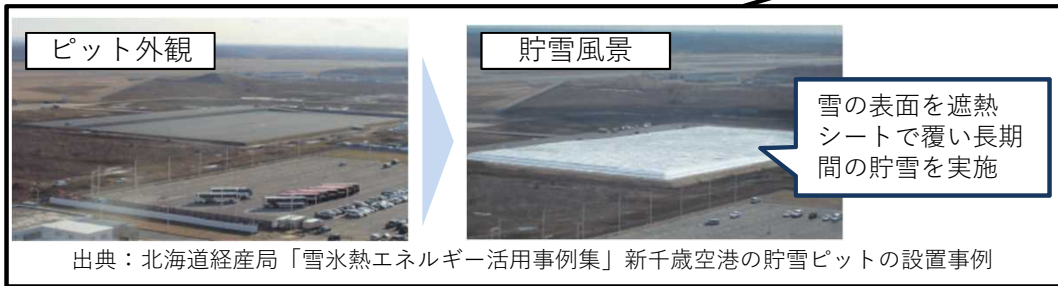 ピット外観
貯雪風景
雪の表面を遮熱
シートで覆い長期
間の貯雪を実施
出典：北海道経産局「雪氷熱エネルギー活用事例集」新千歳空港の貯雪ピットの設置事例